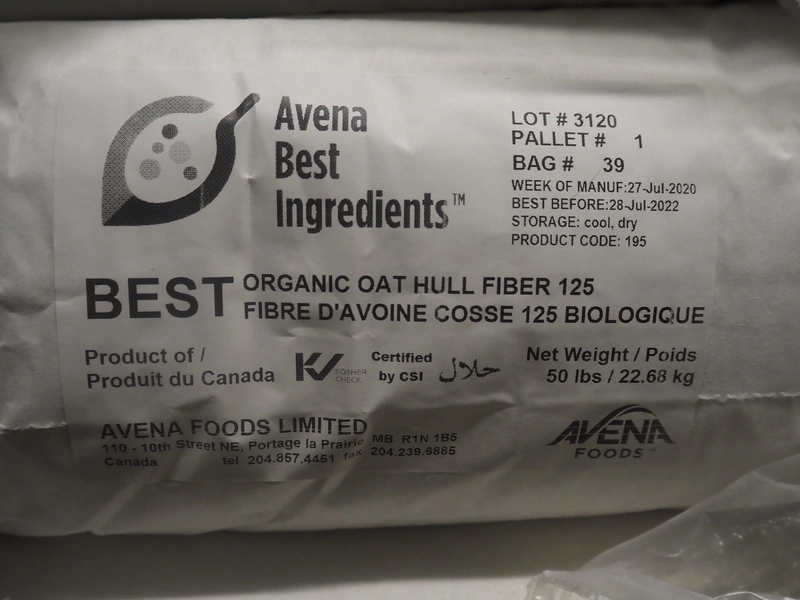 Avena
Best
Ingredients™
LOT # 3120
PALLET # 1
BAG # 39
WEEK OF MANUF:27-Jul-2020
BEST BEFORE:28-Jul-2022
STORAGE: cool, dry
PRODUCT CODE: 195
BEST ORGANIC OAT HULL FIBER 125
FIBRE D'AVOINE COSSE 125 BIOLOGIQUE
Product of /
Produit du Canada
KV KOSHER
CHECK
Certified
by CSI حلال
Net Weight / Poids
50 lbs / 22.68 kg
AVENA FOODS LIMITED
110 - 10th Street NE, Portage la Prairie MB R1N 1B5
Canada tel 204.857.4451 fax 204.239.6885
AVENA
FOODS™